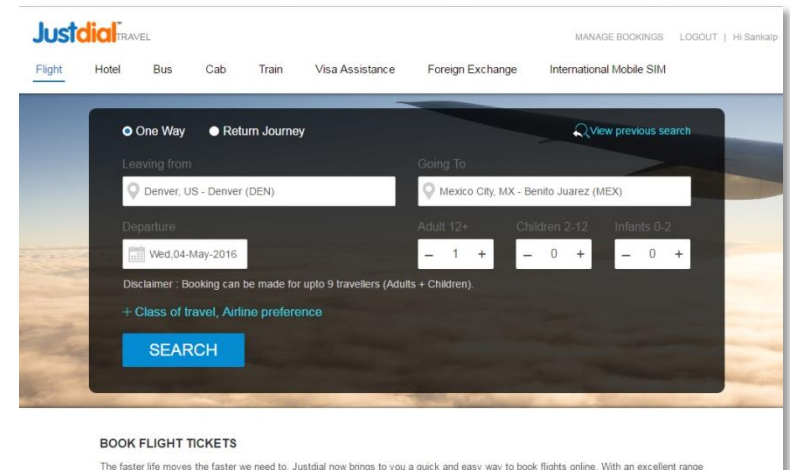 Justdial TRAVEL
MANAGE BOOKINGS LOGOUT | Hi Sankalp
Flight Hotel Bus Cab Train Visa Assistance Foreign Exchange International Mobile SIM
One Way Return Journey View previous search
Leaving from Going To
Denver, US - Denver (DEN) Mexico City, MX - Benito Juarez (MEX)
Departure Adult 12+ Children 2-12 Infants 0-2
Wed,04-May-2016 – 1 + – 0 + – 0 +
Disclaimer : Booking can be made for upto 9 travellers (Adults + Children).
+ Class of travel, Airline preference
SEARCH
BOOK FLIGHT TICKETS
The faster life moves the faster we need to. Justdial now brings to you a quick and easy way to book flights online. With an excellent range